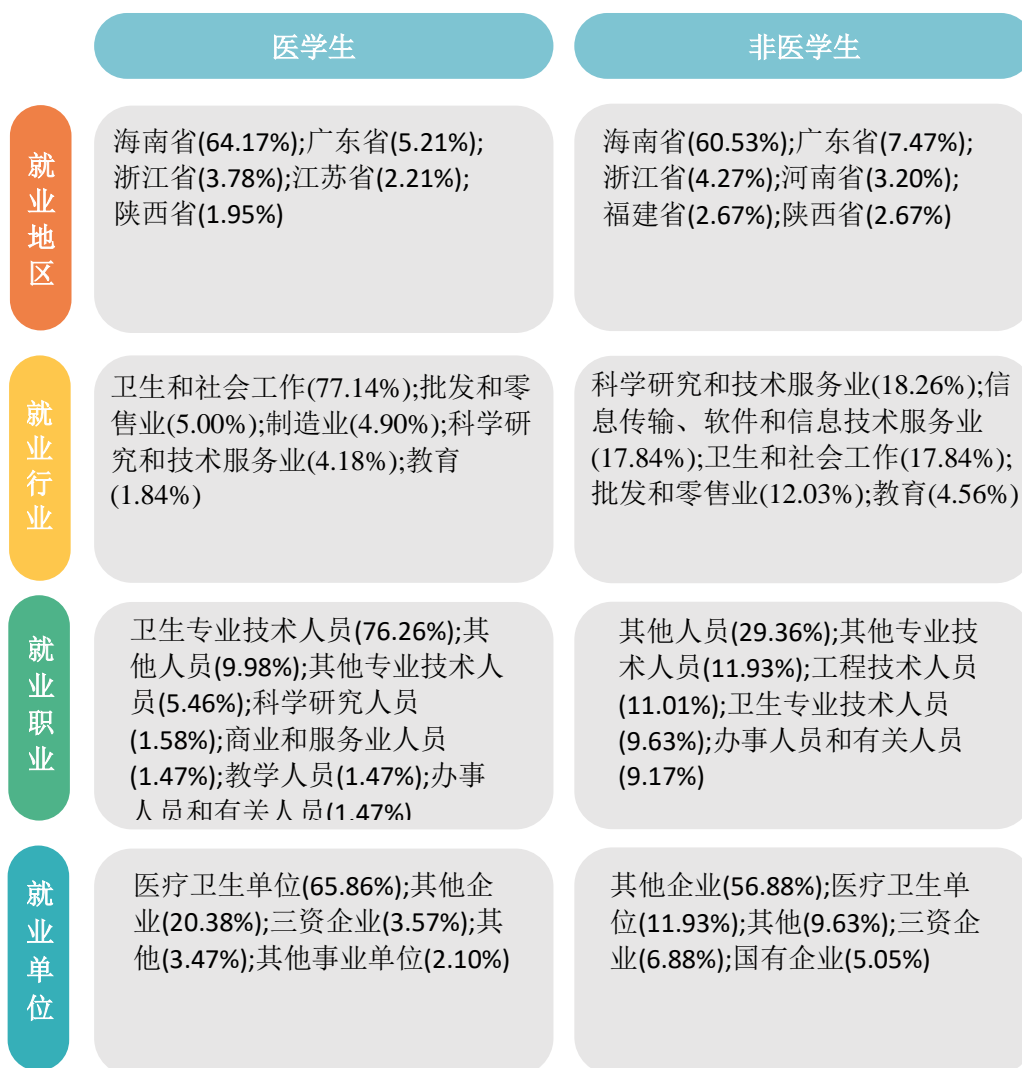 医学生
非医学生
就业地区
海南省(64.17%);广东省(5.21%);
浙江省(3.78%);江苏省(2.21%);
陕西省(1.95%)
海南省(60.53%);广东省(7.47%);
浙江省(4.27%);河南省(3.20%);
福建省(2.67%);陕西省(2.67%)
就业行业
卫生和社会工作(77.14%);批发和零
售业(5.00%);制造业(4.90%);科学研
究和技术服务业(4.18%);教育
(1.84%)
科学研究和技术服务业(18.26%);信
息传输、软件和信息技术服务业
(17.84%);卫生和社会工作(17.84%);
批发和零售业(12.03%);教育(4.56%)
就业职业
卫生专业技术人员(76.26%);其
他人员(9.98%);其他专业技术人
员(5.46%);科学研究人员
(1.58%);商业和服务业人员
(1.47%);教学人员(1.47%);办事
人员和有关人员(1.47%)
其他人员(29.36%);其他专业技
术人员(11.93%);工程技术人员
(11.01%);卫生专业技术人员
(9.63%);办事人员和有关人员
(9.17%)
就业单位
医疗卫生单位(65.86%);其他企
业(20.38%);三资企业(3.57%);其
他(3.47%);其他事业单位(2.10%)
其他企业(56.88%);医疗卫生单
位(11.93%);其他(9.63%);三资企
业(6.88%);国有企业(5.05%)